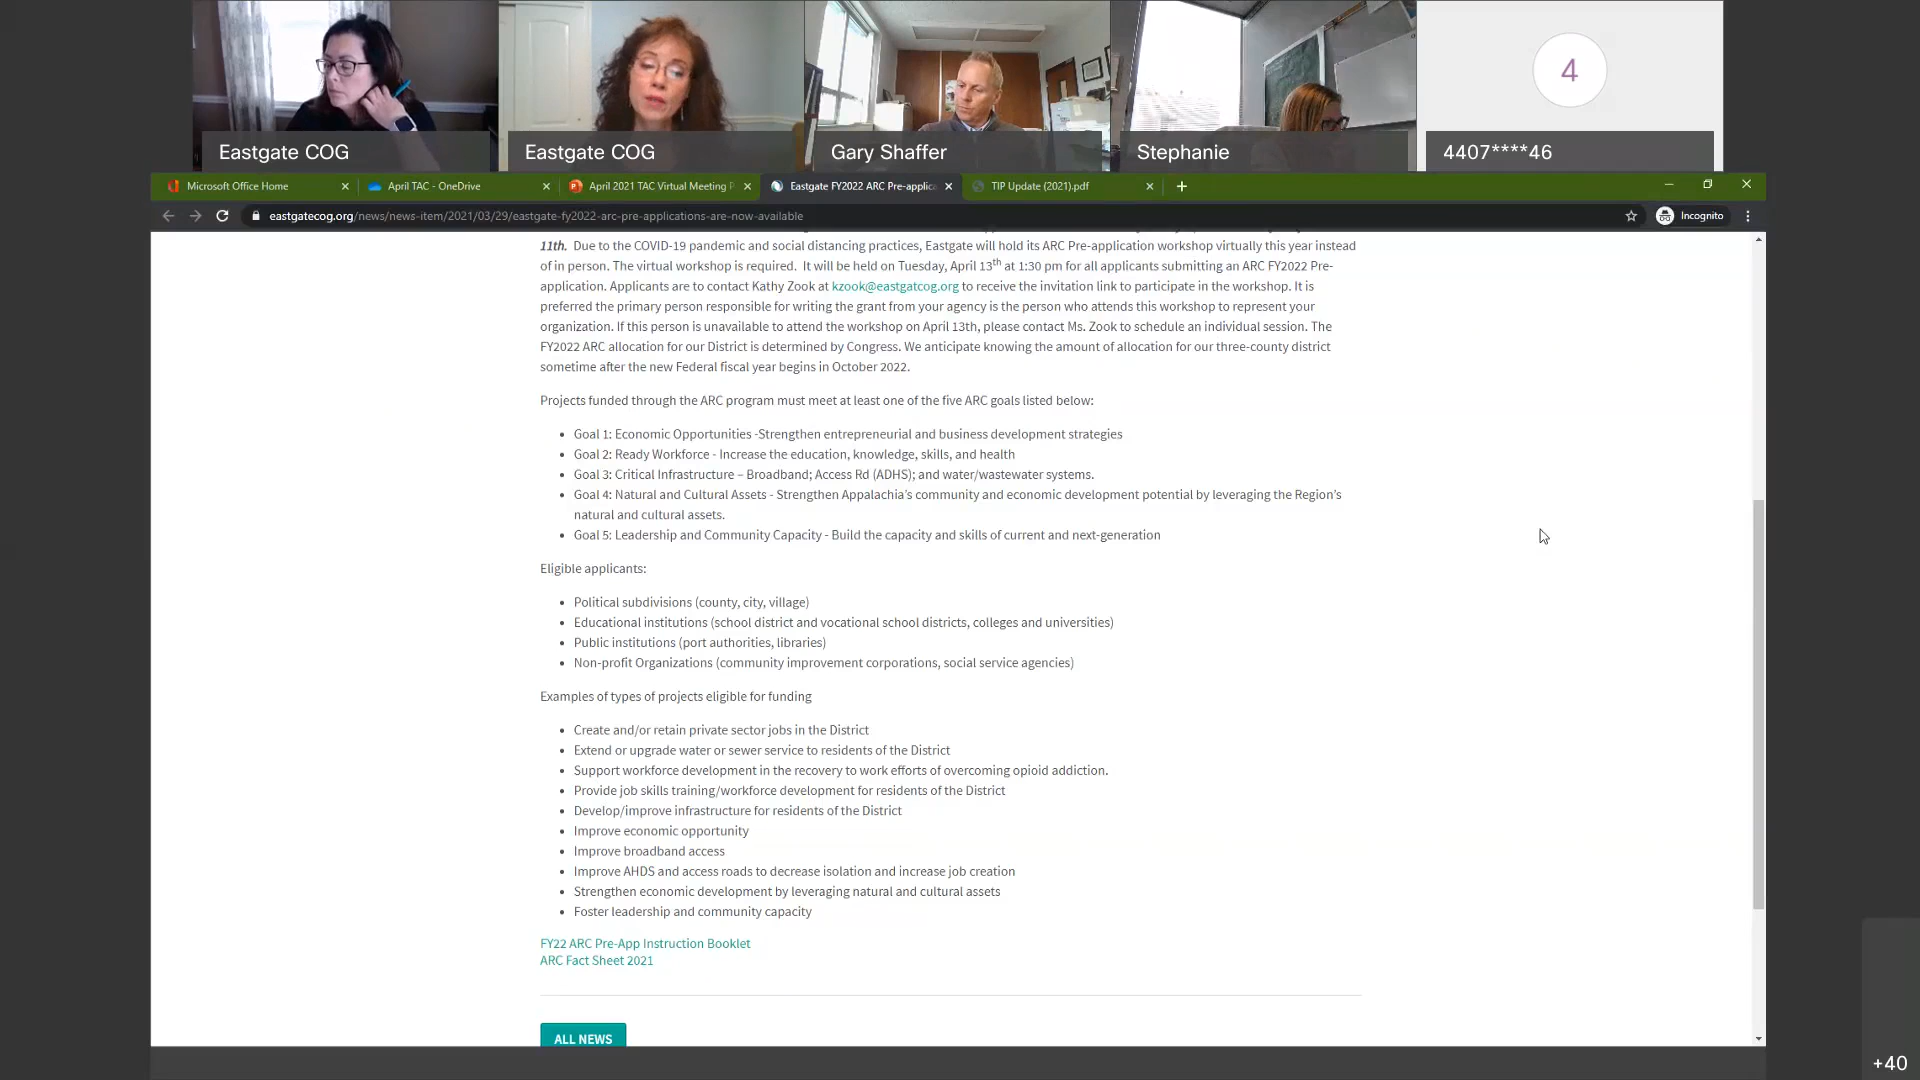 4
Eastgate COG
Eastgate COG
Gary Shaffer
Stephanie
4407****46
Microsoft Office Home
April TAC - OneDrive
April 2021 TAC Virtual Meeting P
Eastgate FY2022 ARC Pre-applic
TIP Update (2021).pdf
eastgatecog.org/news/news-item/2021/03/29/eastgate-fy2022-arc-pre-applications-are-now-available
Incognito
11th. Due to the COVID-19 pandemic and social distancing practices, Eastgate will hold its ARC Pre-application workshop virtually this year instead
of in person. The virtual workshop is required. It will be held on Tuesday, April 13th at 1:30 pm for all applicants submitting an ARC FY2022 Pre-
application. Applicants are to contact Kathy Zook at kzook@eastgatcog.org to receive the invitation link to participate in the workshop. It is
preferred the primary person responsible for writing the grant from your agency is the person who attends this workshop to represent your
organization. If this person is unavailable to attend the workshop on April 13th, please contact Ms. Zook to schedule an individual session. The
FY2022 ARC allocation for our District is determined by Congress. We anticipate knowing the amount of allocation for our three-county district
sometime after the new Federal fiscal year begins in October 2022.
Projects funded through the ARC program must meet at least one of the five ARC goals listed below:
• Goal 1: Economic Opportunities -Strengthen entrepreneurial and business development strategies
• Goal 2: Ready Workforce - Increase the education, knowledge, skills, and health
• Goal 3: Critical Infrastructure – Broadband; Access Rd (ADHS); and water/wastewater systems.
• Goal 4: Natural and Cultural Assets - Strengthen Appalachia's community and economic development potential by leveraging the Region's
natural and cultural assets.
• Goal 5: Leadership and Community Capacity - Build the capacity and skills of current and next-generation
Eligible applicants:
• Political subdivisions (county, city, village)
• Educational institutions (school district and vocational school districts, colleges and universities)
• Public institutions (port authorities, libraries)
• Non-profit Organizations (community improvement corporations, social service agencies)
Examples of types of projects eligible for funding
• Create and/or retain private sector jobs in the District
• Extend or upgrade water or sewer service to residents of the District
• Support workforce development in the recovery to work efforts of overcoming opioid addiction.
• Provide job skills training/workforce development for residents of the District
• Develop/improve infrastructure for residents of the District
• Improve economic opportunity
• Improve broadband access
• Improve AHDS and access roads to decrease isolation and increase job creation
• Strengthen economic development by leveraging natural and cultural assets
• Foster leadership and community capacity
FY22 ARC Pre-App Instruction Booklet
ARC Fact Sheet 2021
ALL NEWS
+40